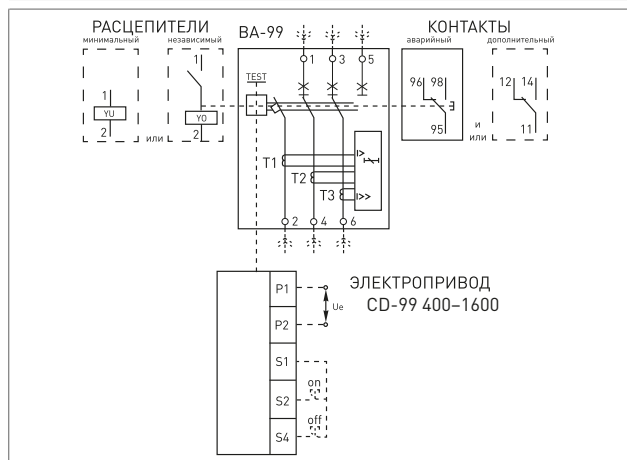 РАСЦЕПИТЕЛИ
минимальный
независимый
ВА-99
КОНТАКТЫ
аварийный
дополнительный
1 3 5
1
1
TEST
96 98
12 14
YU
YO
2
или
2
95
и
или
11
T1
I>
T2
T3
I>>
2 4 6
ЭЛЕКТРОПРИВОД
CD-99 400–1600
P1
Ue
P2
S1
on
S2
off
S4